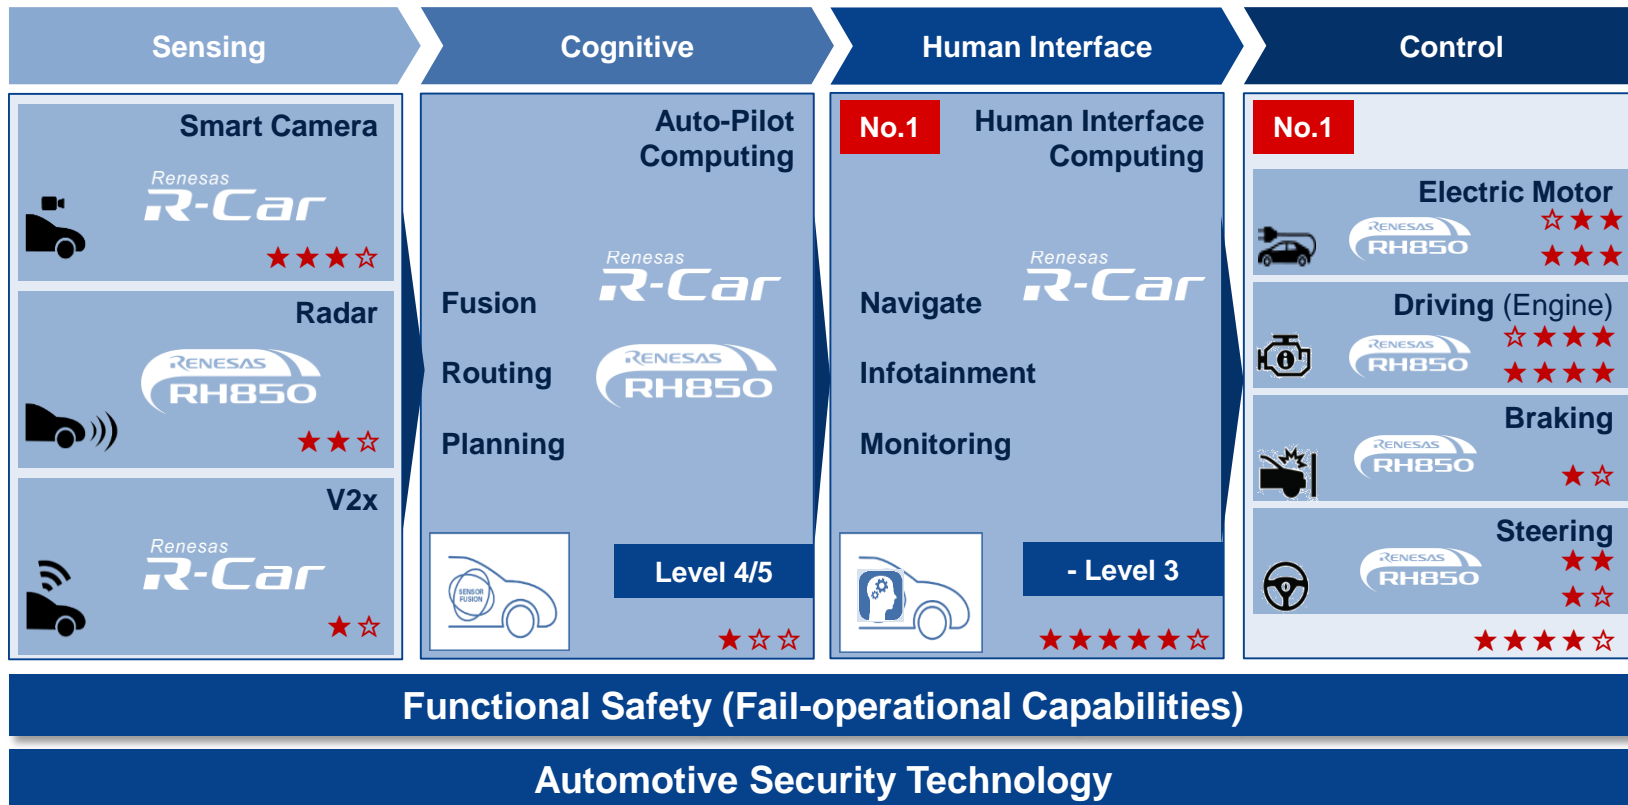 Sensing
Cognitive
Human Interface
Control
Smart Camera
Renesas
R-Car
Radar
RENESAS
RH850
V2x
Renesas
R-Car
Auto-Pilot
Computing
Renesas
R-Car
Fusion
RENESAS
RH850
Routing
Planning
SENSOR
FUSION
Level 4/5
No.1
Human Interface
Computing
Renesas
R-Car
Navigate
Infotainment
Monitoring
- Level 3
No.1
Electric Motor
RENESAS
RH850
Driving (Engine)
RENESAS
RH850
Braking
RENESAS
RH850
Steering
RENESAS
RH850
Functional Safety (Fail-operational Capabilities)
Automotive Security Technology